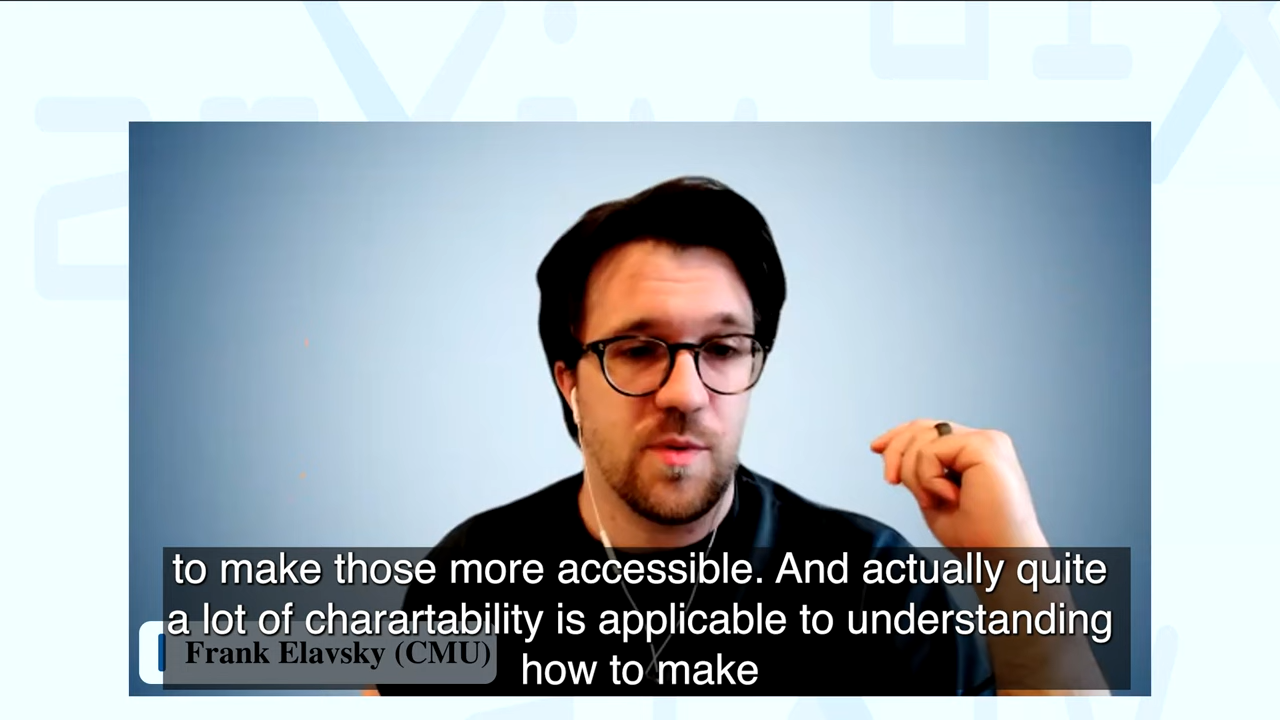 to make those more accessible. And actually quite
a lot of charartability is applicable to understanding
how to make
Frank Elavsky (CMU)